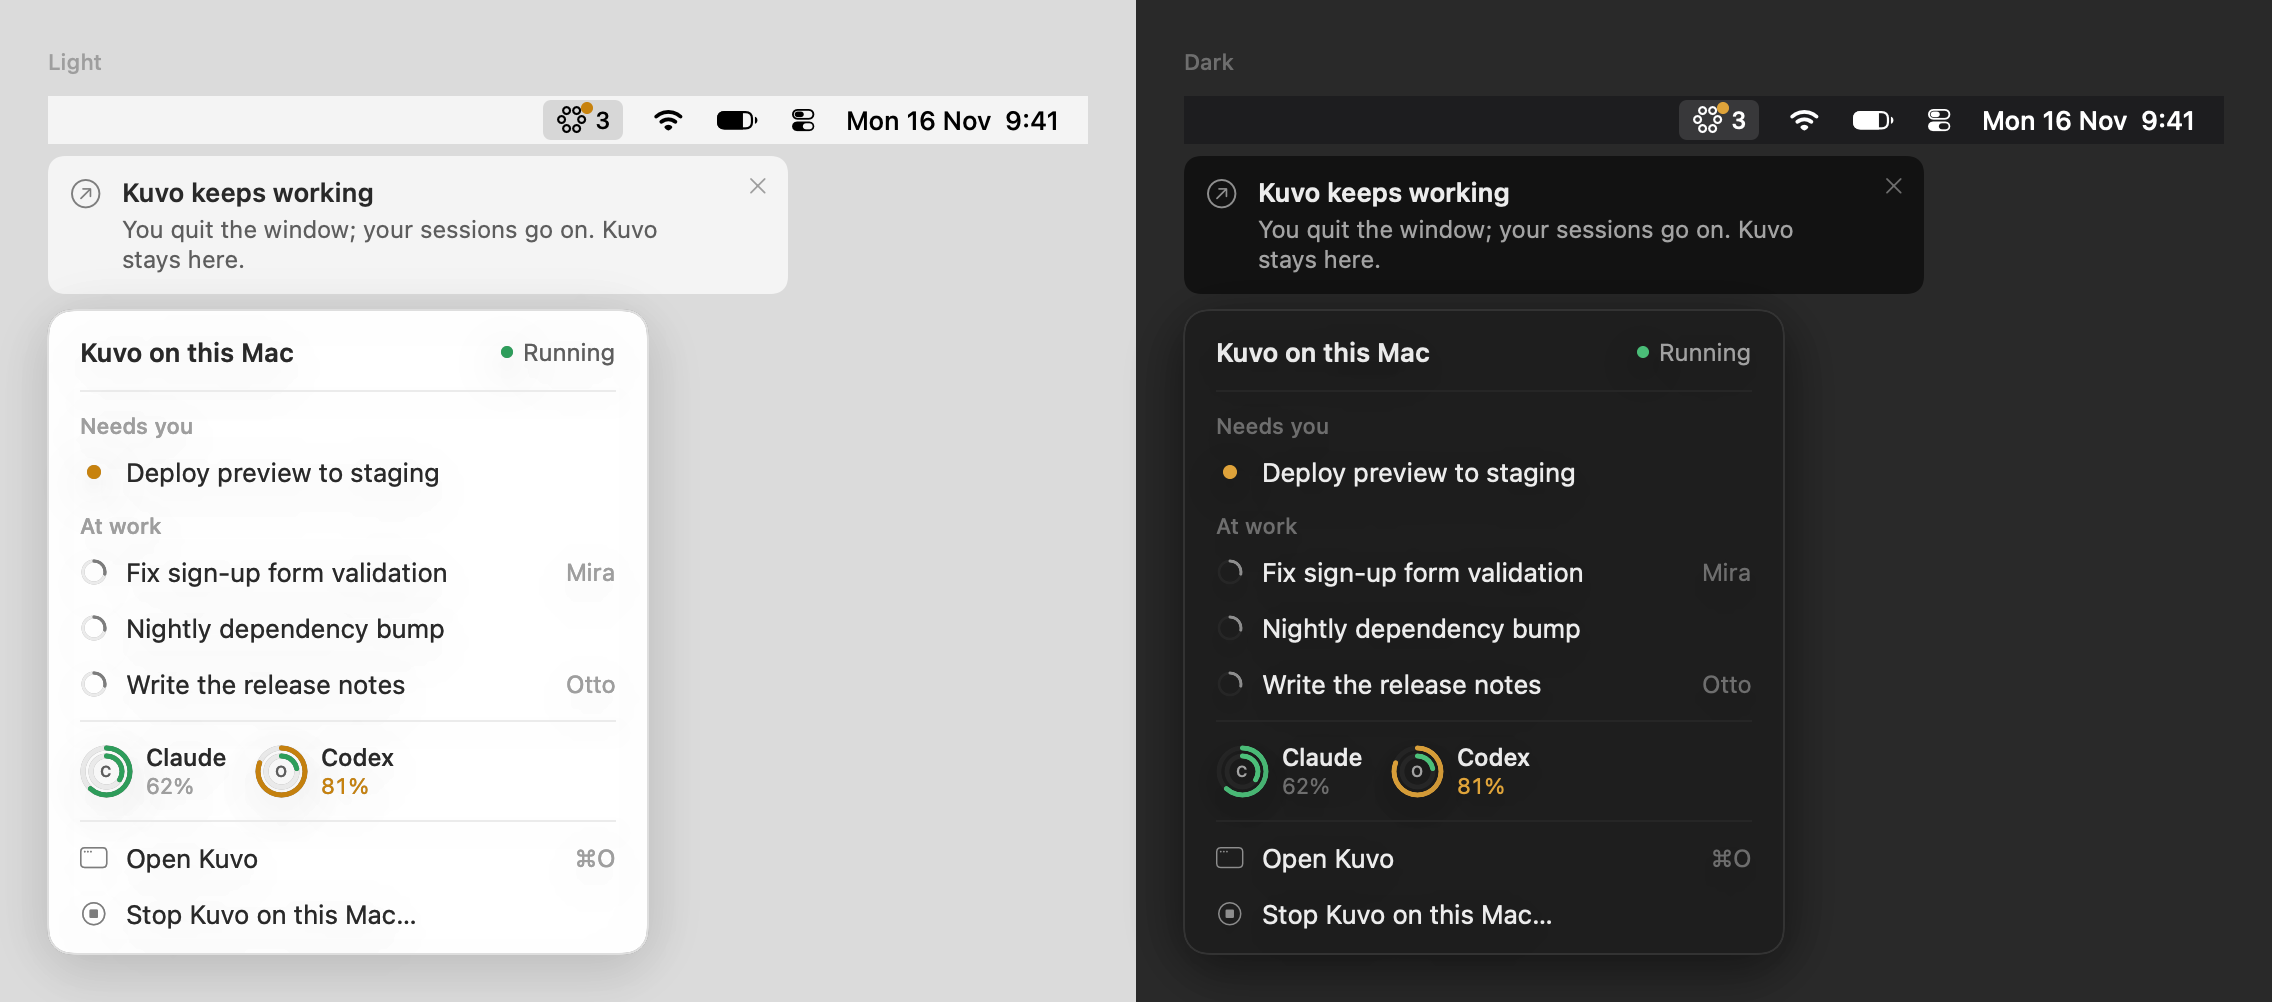 Light
3 Mon 16 Nov 9:41
Kuvo keeps working
You quit the window; your sessions go on. Kuvo
stays here.
Kuvo on this Mac Running
Needs you
Deploy preview to staging
At work
Fix sign-up form validation Mira
Nightly dependency bump
Write the release notes Otto
C Claude O Codex
62% 81%
Open Kuvo ⌘O
Stop Kuvo on this Mac...
Dark
3 Mon 16 Nov 9:41
Kuvo keeps working
You quit the window; your sessions go on. Kuvo
stays here.
Kuvo on this Mac Running
Needs you
Deploy preview to staging
At work
Fix sign-up form validation Mira
Nightly dependency bump
Write the release notes Otto
C Claude O Codex
62% 81%
Open Kuvo ⌘O
Stop Kuvo on this Mac...